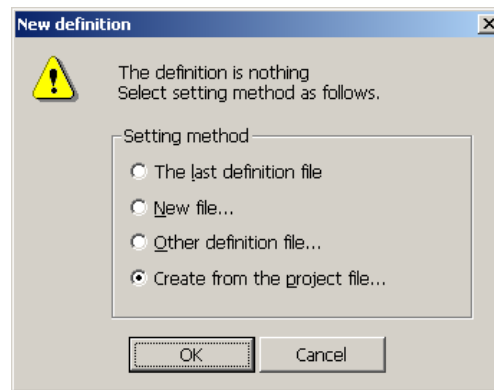 New definition
The definition is nothing
Select setting method as follows.
Setting method
The last definition file
New file...
Other definition file...
Create from the project file...
OK
Cancel